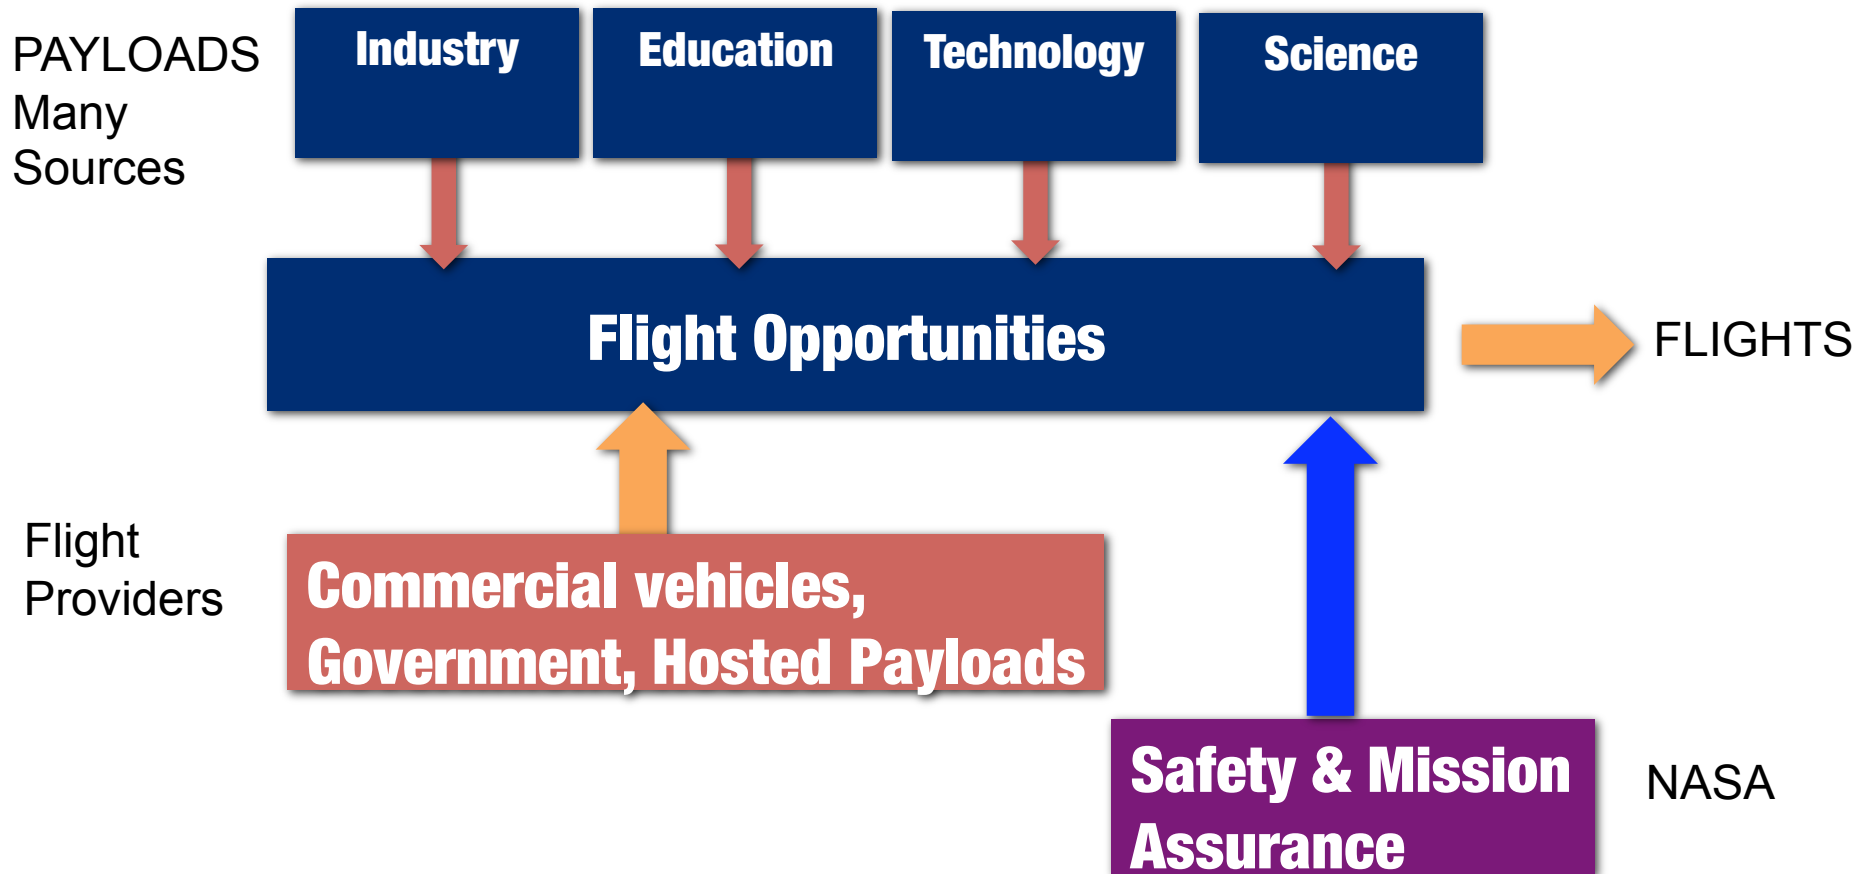 PAYLOADS
Many
Sources
Industry
Education
Technology
Science
Flight Opportunities
FLIGHTS
Flight
Providers
Commercial vehicles,
Government, Hosted Payloads
Safety & Mission
Assurance
NASA